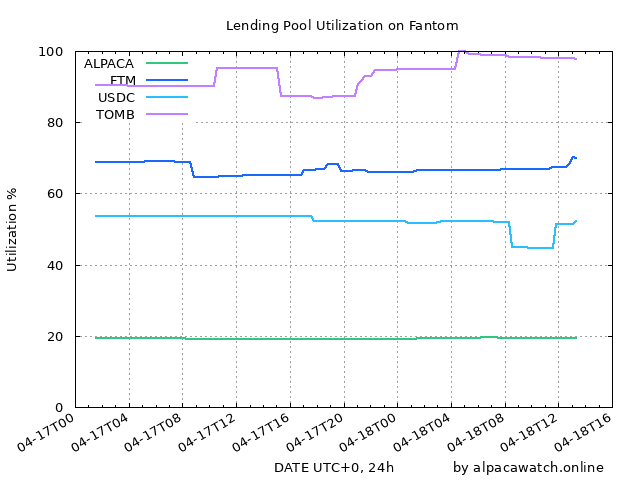 Lending Pool Utilization on Fantom
Utilization %
100
80
60
40
20
0
ALPACA
FTM
USDC
TOMB
04-17T00
04-17T04
04-17T08
04-17T12
04-17T16
04-17T20
04-18T00
04-18T04
04-18T08
04-18T12
04-18T16
DATE UTC+0, 24h
by alpacawatch.online